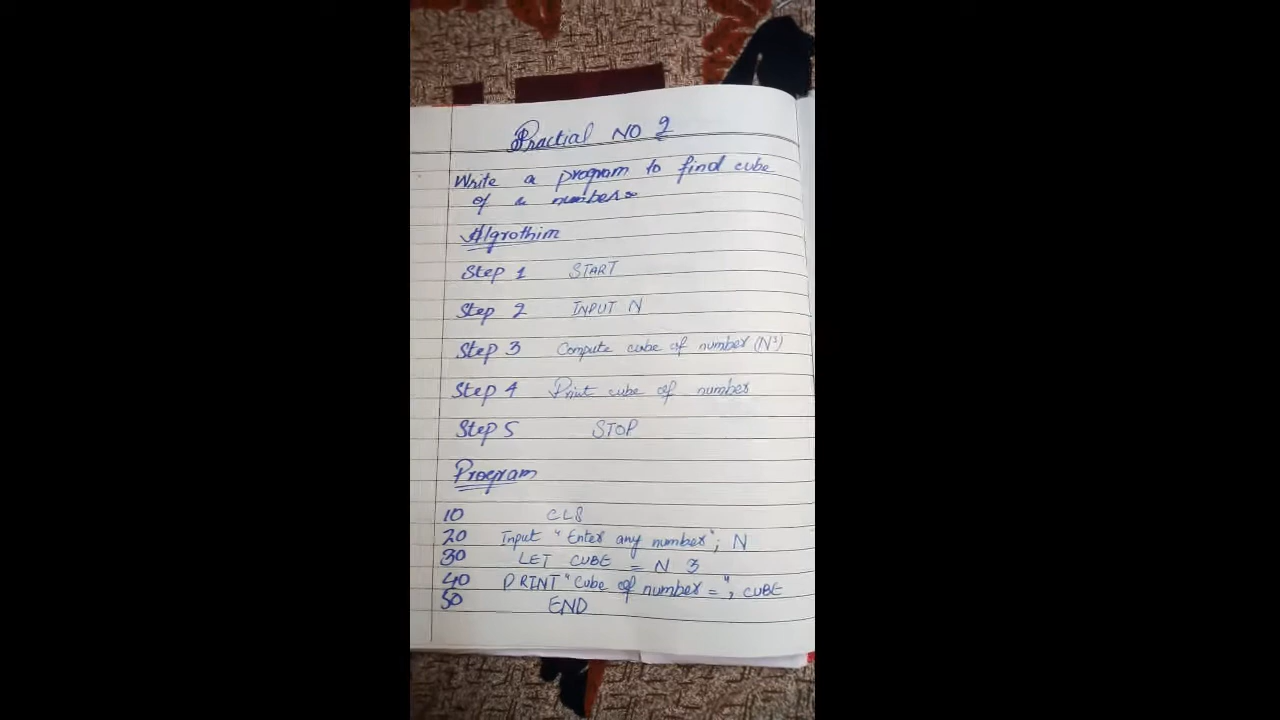 Practial NO 2
Write a program to find cube
of a number
Algrothim
Step 1 START
Step 2 INPUT N
Step 3 Compute cube of number (N³)
Step 4 Print cube of number
Step 5 STOP
Program
10 CLS
20 Input "Enter any number"; N
30 LET CUBE = N 3
40 PRINT "Cube of number = ", CUBE
50 END